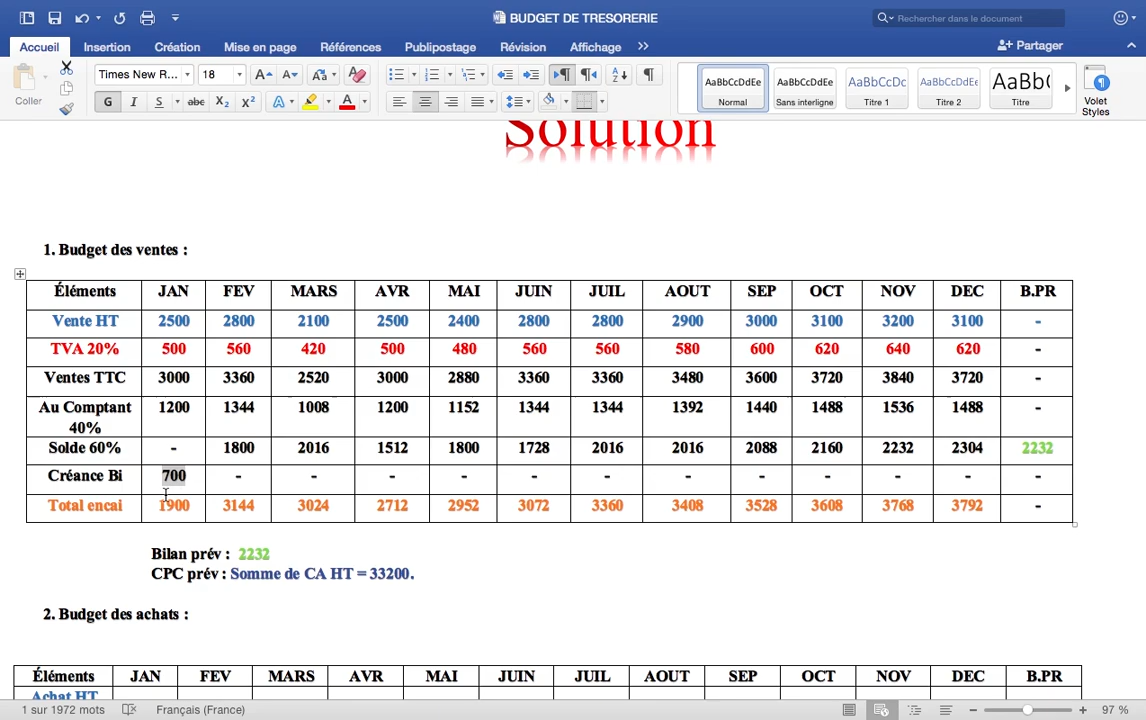 BUDGET DE TRESORERIE
Rechercher dans le document
Accueil Insertion Création Mise en page Références Publipostage Révision Affichage Partager
Coller
Times New R... 18
G I S abc X₂ X²
AaBbCcDdEe AaBbCcDdEe AaBbCcDc AaBbCcDdEe AaBb(
Normal Sans interligne Titre 1 Titre 2 Titre
Volet
Styles
Solution
1. Budget des ventes :
Éléments JAN FEV MARS AVR MAI JUIN JUIL AOUT SEP OCT NOV DEC B.PR
Vente HT 2500 2800 2100 2500 2400 2800 2800 2900 3000 3100 3200 3100 -
TVA 20% 500 560 420 500 480 560 560 580 600 620 640 620 -
Ventes TTC 3000 3360 2520 3000 2880 3360 3360 3480 3600 3720 3840 3720 -
Au Comptant 1200 1344 1008 1200 1152 1344 1344 1392 1440 1488 1536 1488 -
40%
Solde 60% - 1800 2016 1512 1800 1728 2016 2016 2088 2160 2232 2304 2232
Créance Bi 700 - - - - - - - - - - - -
Total encai 1900 3144 3024 2712 2952 3072 3360 3408 3528 3608 3768 3792 -
Bilan prév : 2232
CPC prév : Somme de CA HT = 33200.
2. Budget des achats :
Éléments JAN FEV MARS AVR MAI JUIN JUIL AOUT SEP OCT NOV DEC B.PR
Achat HT
1 sur 1972 mots Français (France) 97 %